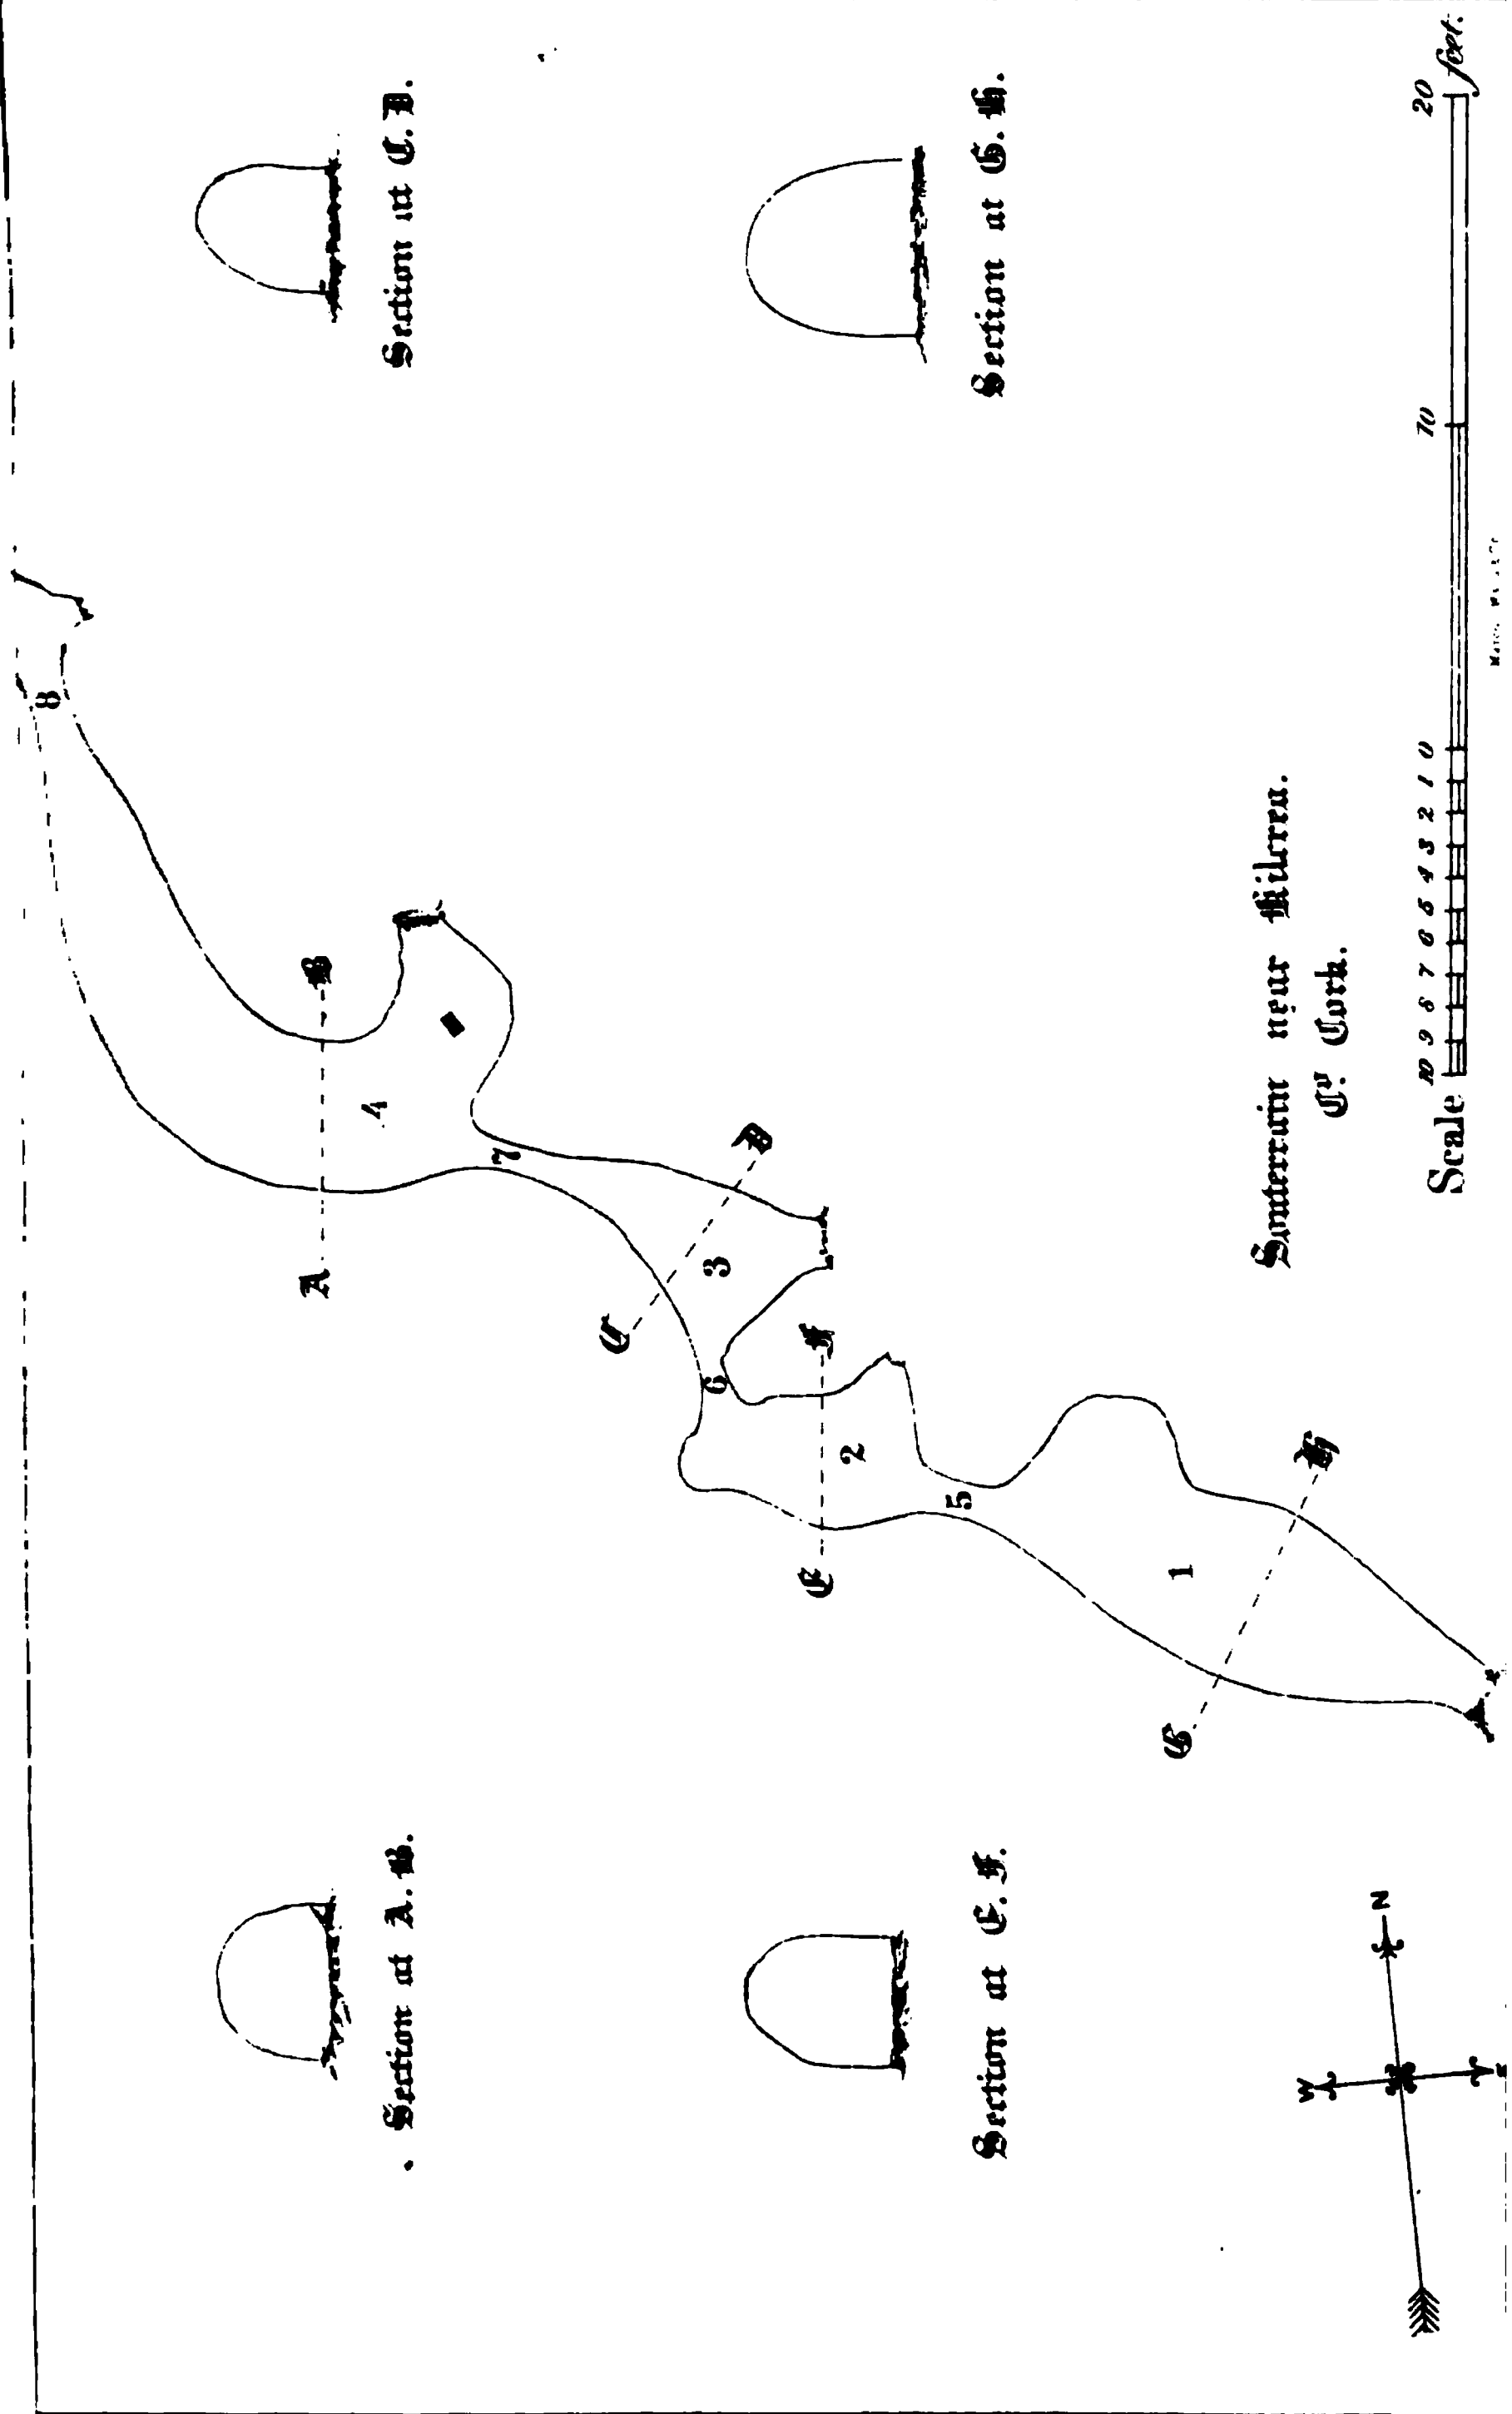 Section at A. B.
Section at C. D.
Section at E. F.
Section at G. H.
A
B
C
D
E
F
G
H
1
2
3
4
5
6
7
8
W
N
Souterrain near Kilcrea.
Cº. Cork.
Scale
10 9 8 7 6 5 4 3 2 1 0 10 20 feet.